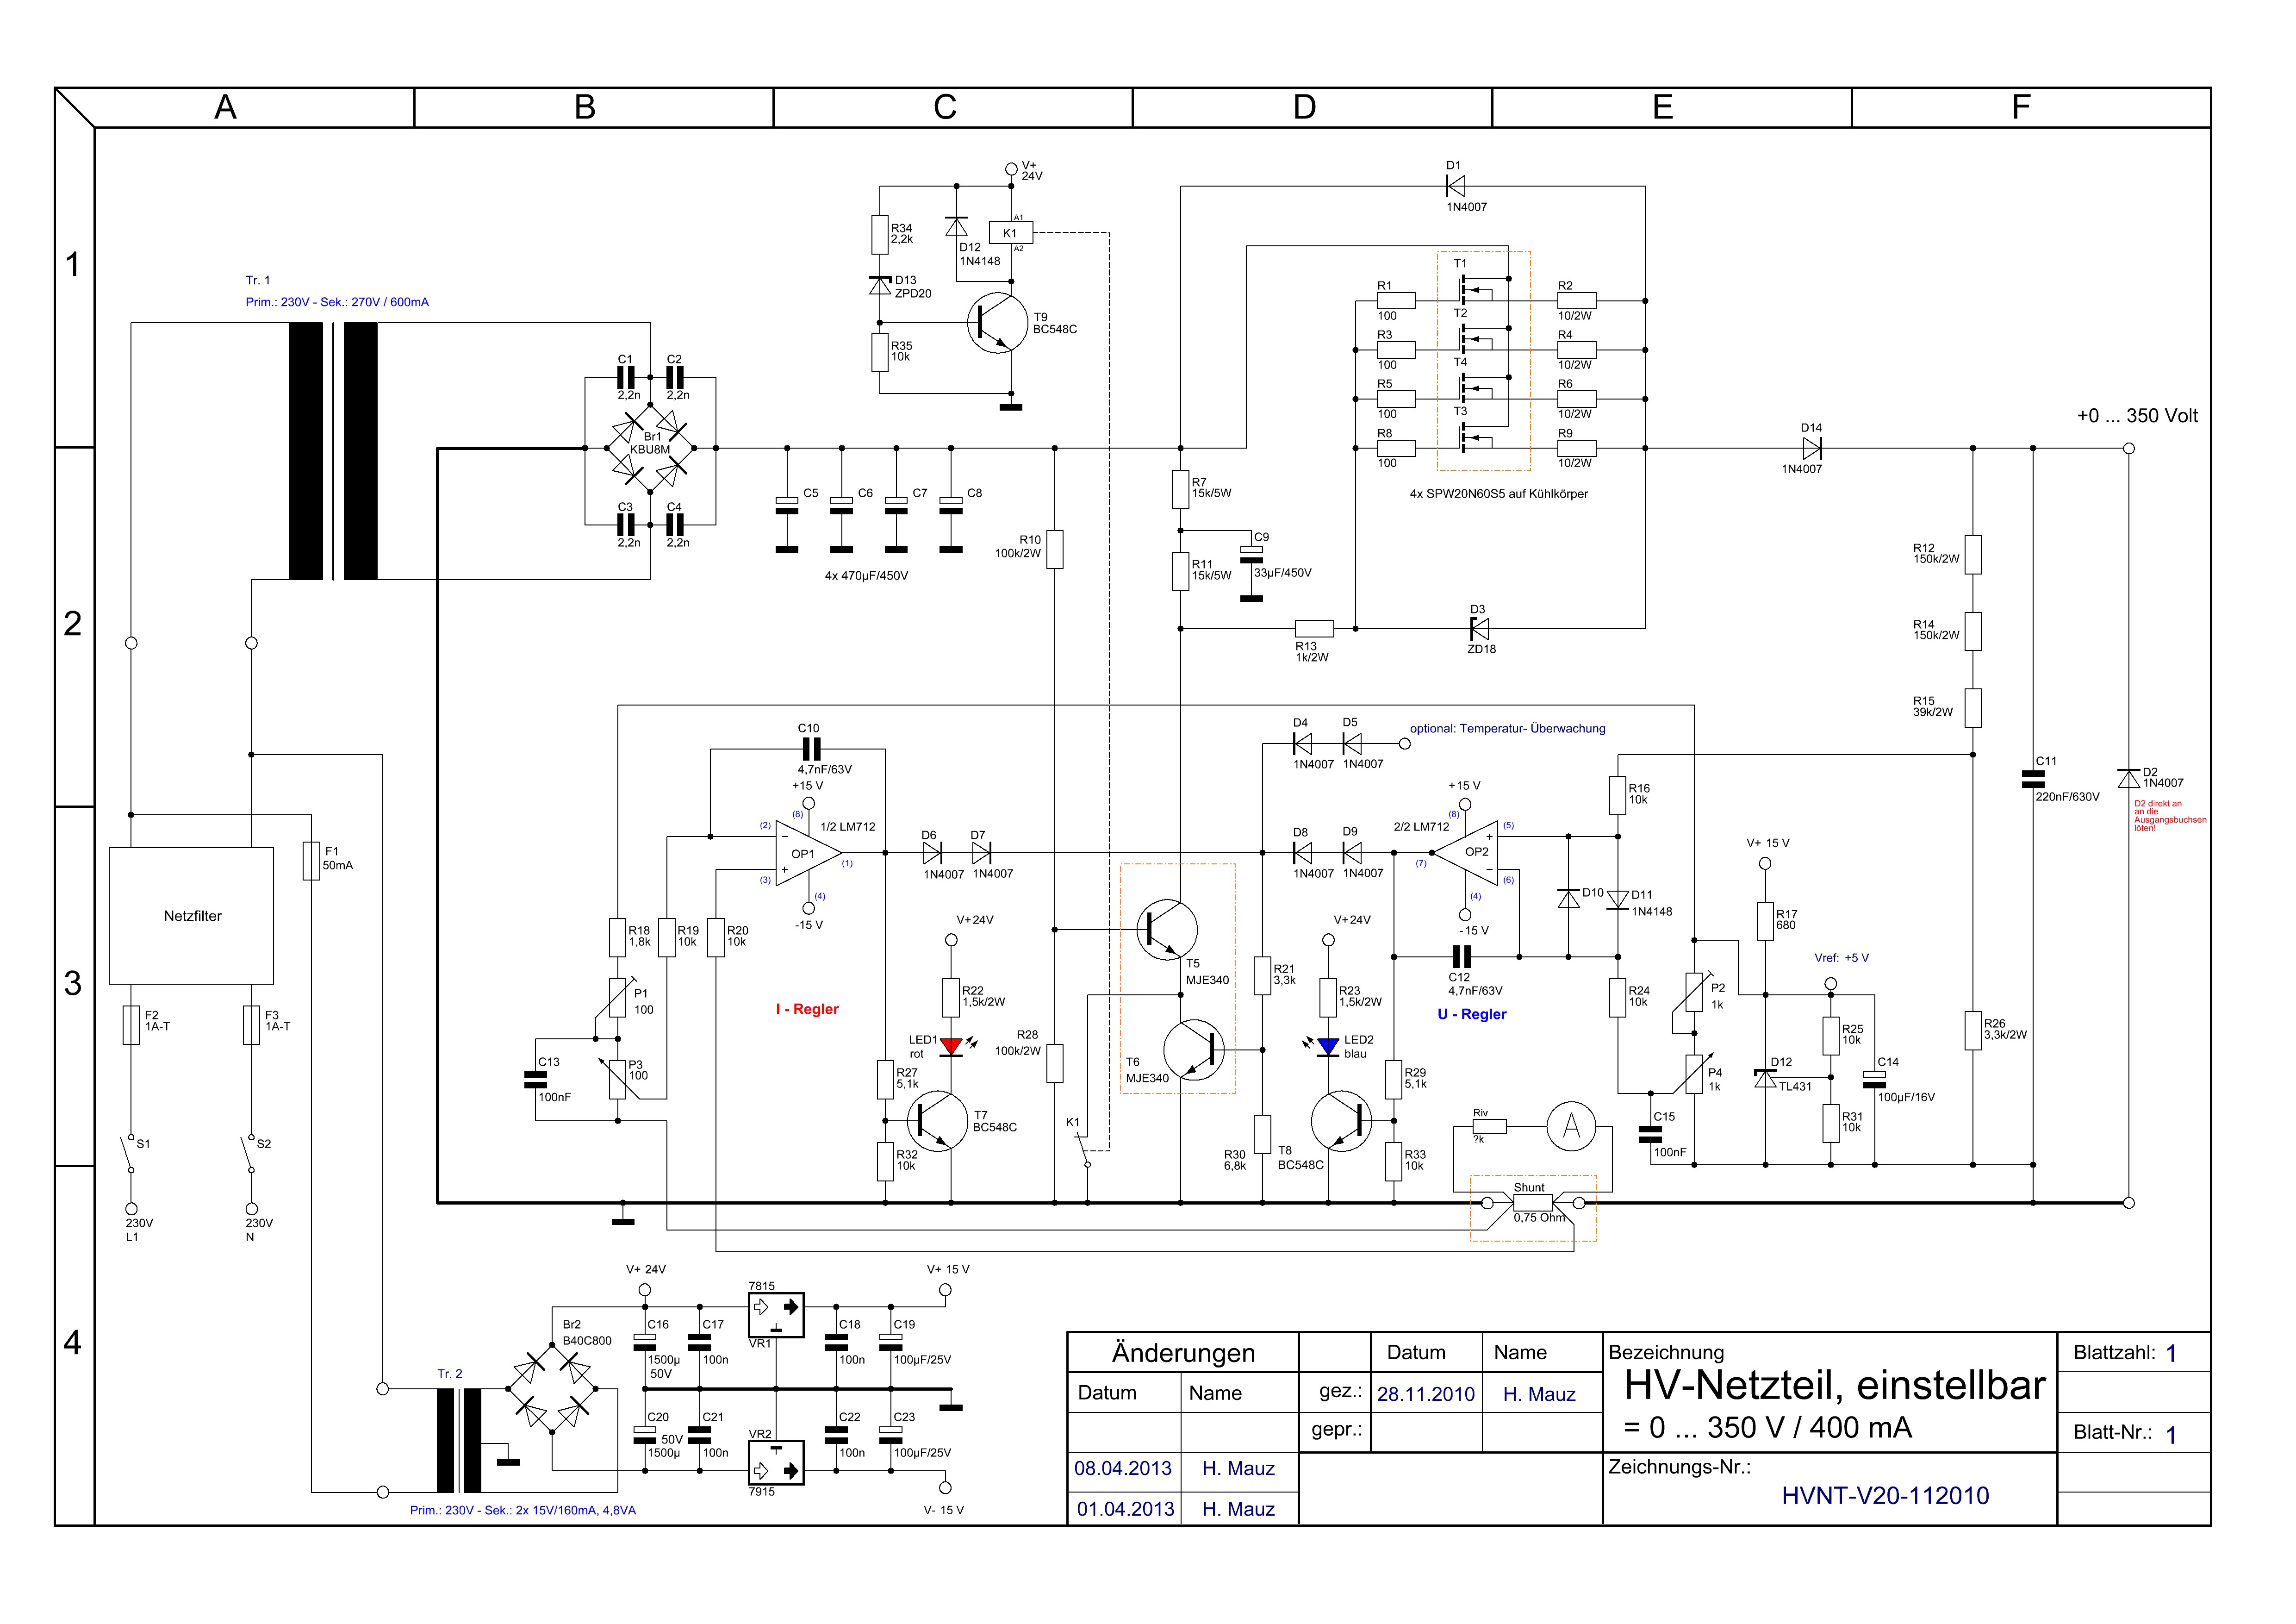 A
B
C
D
E
F
1
2
3
4
V+
24V
R34
2,2k
D12
1N4148
K1
A1
A2
D13
ZPD20
T9
BC548C
R35
10k
D1
1N4007
Tr. 1
Prim.: 230V - Sek.: 270V / 600mA
C1
2,2n
C2
2,2n
Br1
KBU8M
C3
2,2n
C4
2,2n
T1
T2
T4
T3
R1
100
R2
10/2W
R3
100
R4
10/2W
R5
100
R6
10/2W
R8
100
R9
10/2W
4x SPW20N60S5 auf Kühlkörper
D14
1N4007
+0 ... 350 Volt
C5
C6
C7
C8
4x 470µF/450V
R10
100k/2W
R7
15k/5W
C9
33µF/450V
R11
15k/5W
R13
1k/2W
D3
ZD18
R12
150k/2W
R14
150k/2W
R15
39k/2W
C10
4,7nF/63V
+15 V
(8)
(2)
1/2 LM712
OP1
(1)
(3)
(4)
-15 V
D6
1N4007
D7
1N4007
D4
1N4007
D5
1N4007
optional: Temperatur- Überwachung
D8
1N4007
D9
1N4007
+15 V
(8)
2/2 LM712
(5)
OP2
(7)
(6)
(4)
- 15 V
R16
10k
D10
D11
1N4148
C11
220nF/630V
D2
1N4007
D2 direkt an
an die
Ausgangbuchsen
löten!
V+ 15 V
R17
680
Vref: +5 V
F1
50mA
Netzfilter
F2
1A-T
F3
1A-T
S1
S2
230V
L1
230V
N
R18
1,8k
R19
10k
R20
10k
P1
100
P3
100
C13
100nF
I - Regler
V+24V
R22
1,5k/2W
LED1
rot
R27
5,1k
T7
BC548C
R32
10k
R28
100k/2W
K1
T5
MJE340
T6
MJE340
R21
3,3k
R30
6,8k
V+24V
R23
1,5k/2W
LED2
blau
T8
BC548C
R29
5,1k
R33
10k
C12
4,7nF/63V
U - Regler
R24
10k
P2
1k
P4
1k
C15
100nF
D12
TL431
R25
10k
R31
10k
C14
100µF/16V
R26
3,3k/2W
Riv
?k
A
Shunt
0,75 Ohm
V+ 24V
7815
V+ 15 V
Br2
B40C800
C16
1500µ
50V
C17
100n
VR1
C18
100n
C19
100µF/25V
Tr. 2
C20
50V
1500µ
C21
100n
VR2
7915
C22
100n
C23
100µF/25V
V- 15 V
Prim.: 230V - Sek.: 2x 15V/160mA, 4,8VA
Änderungen
Datum
Name
08.04.2013
H. Mauz
01.04.2013
H. Mauz
Datum
Name
gez.:
28.11.2010
H. Mauz
gepr.:
Bezeichnung
HV-Netzteil, einstellbar
= 0 ... 350 V / 400 mA
Zeichnungs-Nr.:
HVNT-V20-112010
Blattzahl: 1
Blatt-Nr.: 1